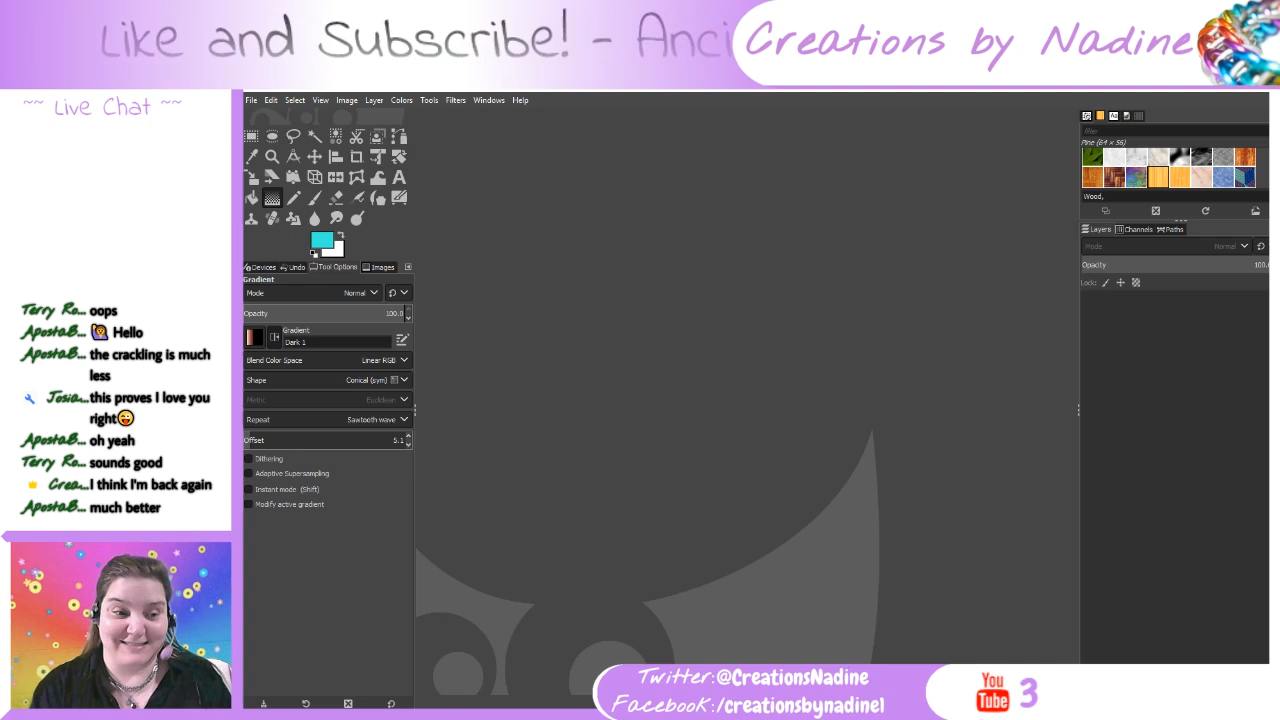 Like and Subscribe! - Anci
Creations by Nadine
~~ Live Chat ~~
Terry Ro... oops
ApostaB... Hello
ApostaB... the crackling is much
less
Josia... this proves I love you
right
ApostaB... oh yeah
Terry Ro... sounds good
Crea... I think I'm back again
ApostaB... much better
File Edit Select View Image Layer Colors Tools Filters Windows Help
Devices Undo Tool Options Images
Gradient
Mode Normal
Opacity 100.0
Gradient
Dark 1
Blend Color Space Linear RGB
Shape Conical (sym)
Metric Euclidean
Repeat Sawtooth wave
Offset 5.1
Dithering
Adaptive Supersampling
Instant mode (Shift)
Modify active gradient
filter
Pine (64 × 56)
Wood,
Layers Channels Paths
Mode Normal
Opacity 100.
Lock:
Twitter: @CreationsNadine
Facebook: /creationsbynadine1
You Tube 3